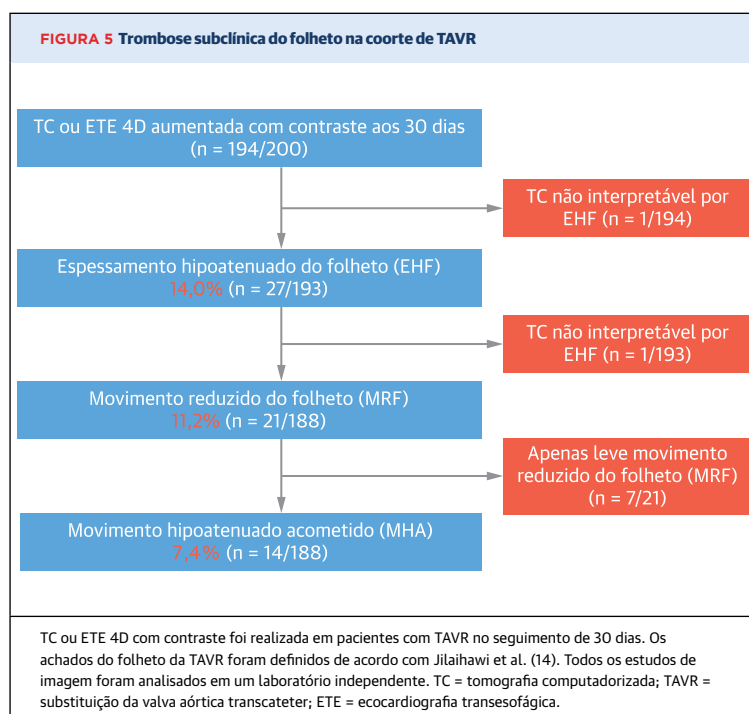 FIGURA 5 Trombose subclínica do folheto na coorte de TAVR
TC ou ETE 4D aumentada com contraste aos 30 dias
(n = 194/200)
TC não interpretável por
EHF (n = 1/194)
Espessamento hipoatenuado do folheto (EHF)
14,0% (n = 27/193)
TC não interpretável por
EHF (n = 1/193)
Movimento reduzido do folheto (MRF)
11,2% (n = 21/188)
Apenas leve movimento
reduzido do folheto (MRF)
(n = 7/21)
Movimento hipoatenuado acometido (MHA)
7,4% (n = 14/188)
TC ou ETE 4D com contraste foi realizada em pacientes com TAVR no seguimento de 30 dias. Os
achados do folheto da TAVR foram definidos de acordo com Jilaihawi et al. (14). Todos os estudos de
imagem foram analisados em um laboratório independente. TC = tomografia computadorizada; TAVR =
substituição da valva aórtica transcateter; ETE = ecocardiografia transesofágica.